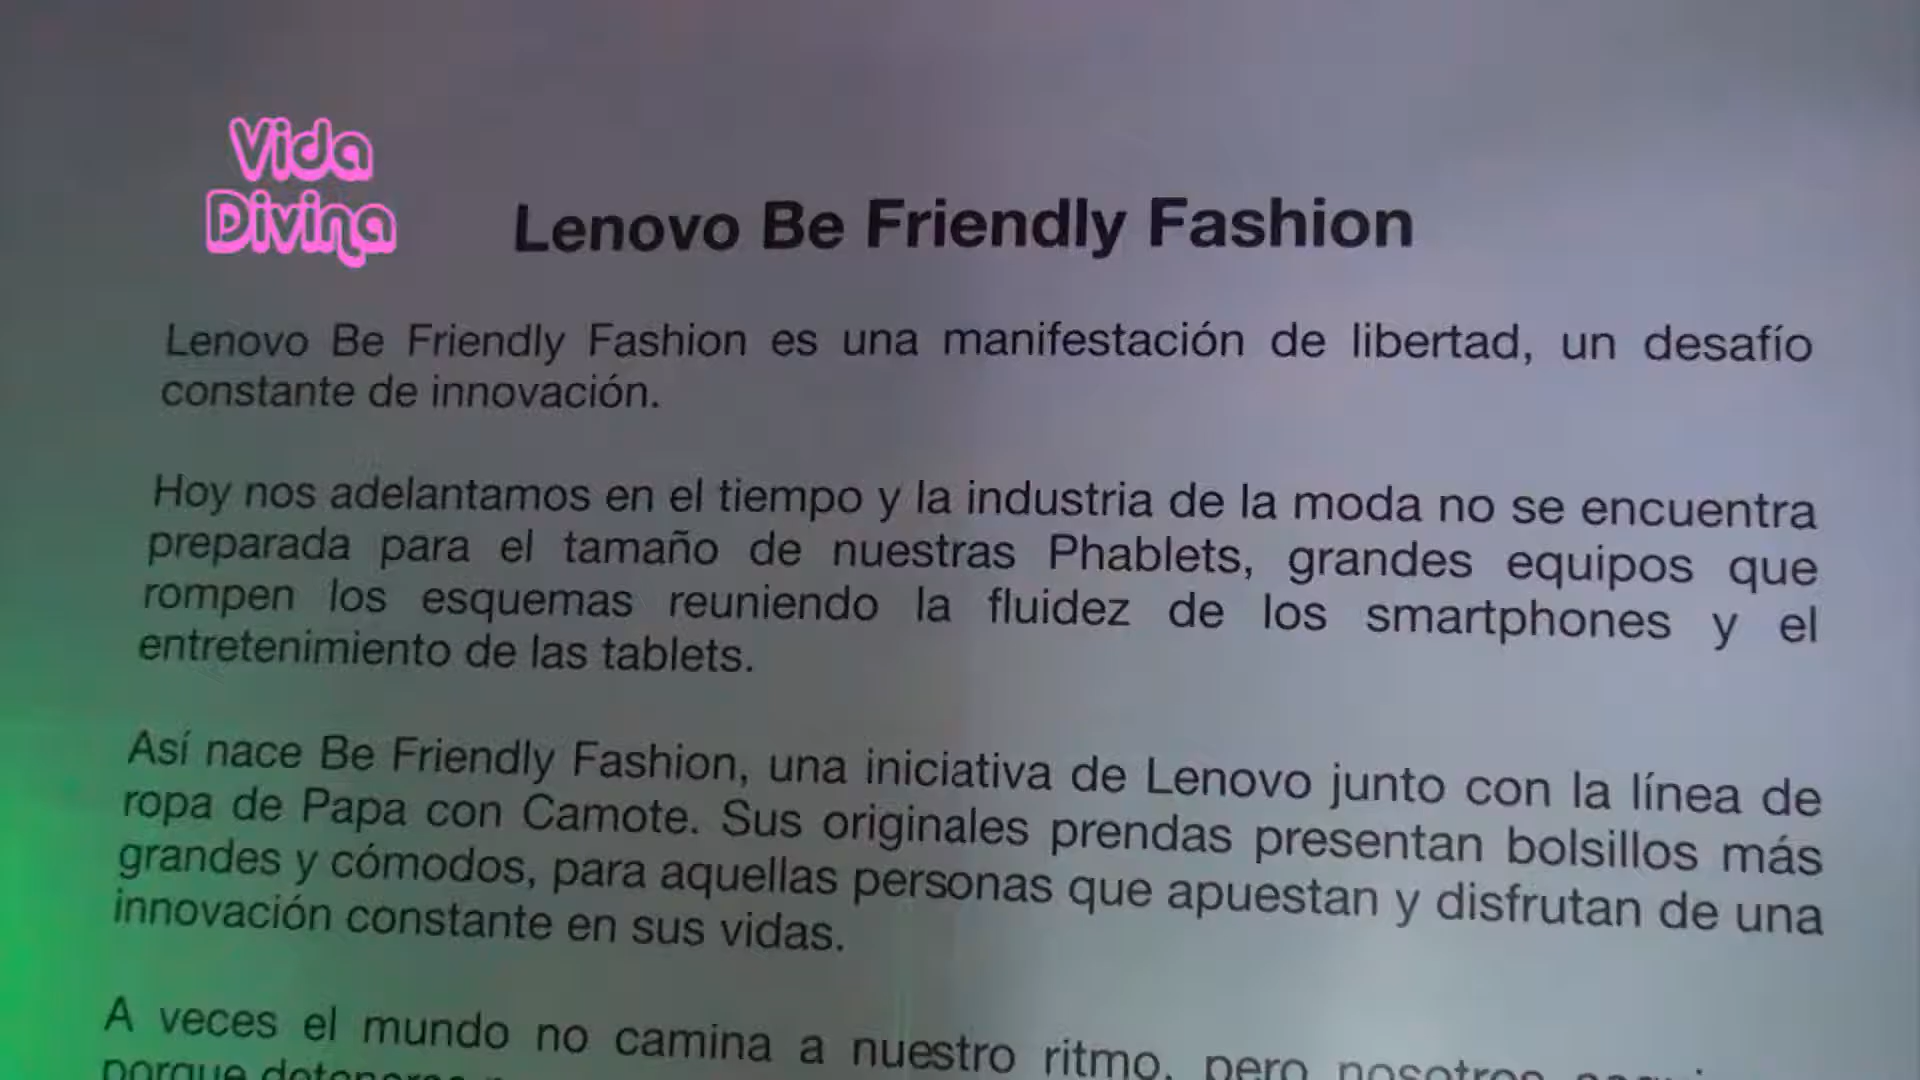 Vida
Divina
Lenovo Be Friendly Fashion
Lenovo Be Friendly Fashion es una manifestación de libertad, un desafío
constante de innovación.
Hoy nos adelantamos en el tiempo y la industria de la moda no se encuentra
preparada para el tamaño de nuestras Phablets, grandes equipos que
rompen los esquemas reuniendo la fluidez de los smartphones y el
entretenimiento de las tablets.
Así nace Be Friendly Fashion, una iniciativa de Lenovo junto con la línea de
ropa de Papa con Camote. Sus originales prendas presentan bolsillos más
grandes y cómodos, para aquellas personas que apuestan y disfrutan de una
innovación constante en sus vidas.
A veces el mundo no camina a nuestro ritmo, pero nosotros
porque